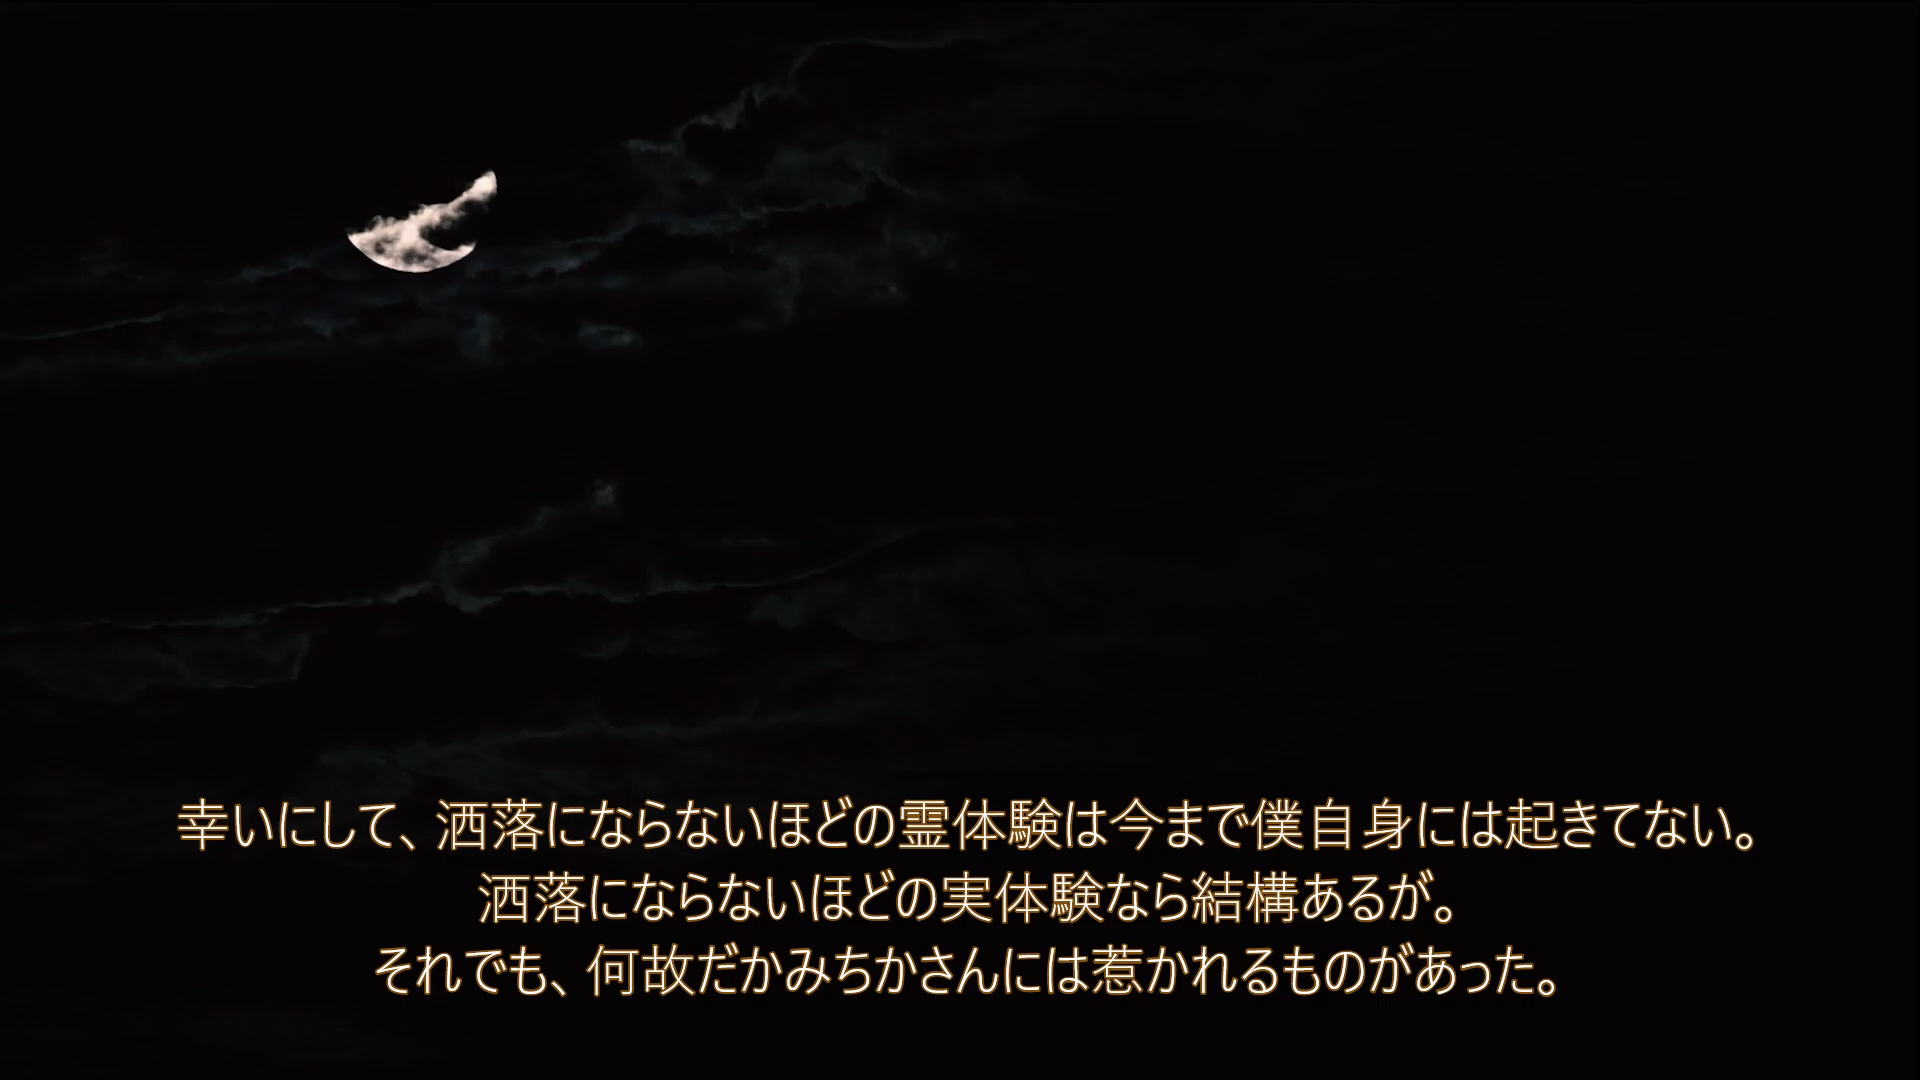 幸いにして、洒落にならないほどの霊体験は今まで僕自身には起きてない。
洒落にならないほどの実体験なら結構あるが。
それでも、何故だかみちかさんには惹かれるものがあった。